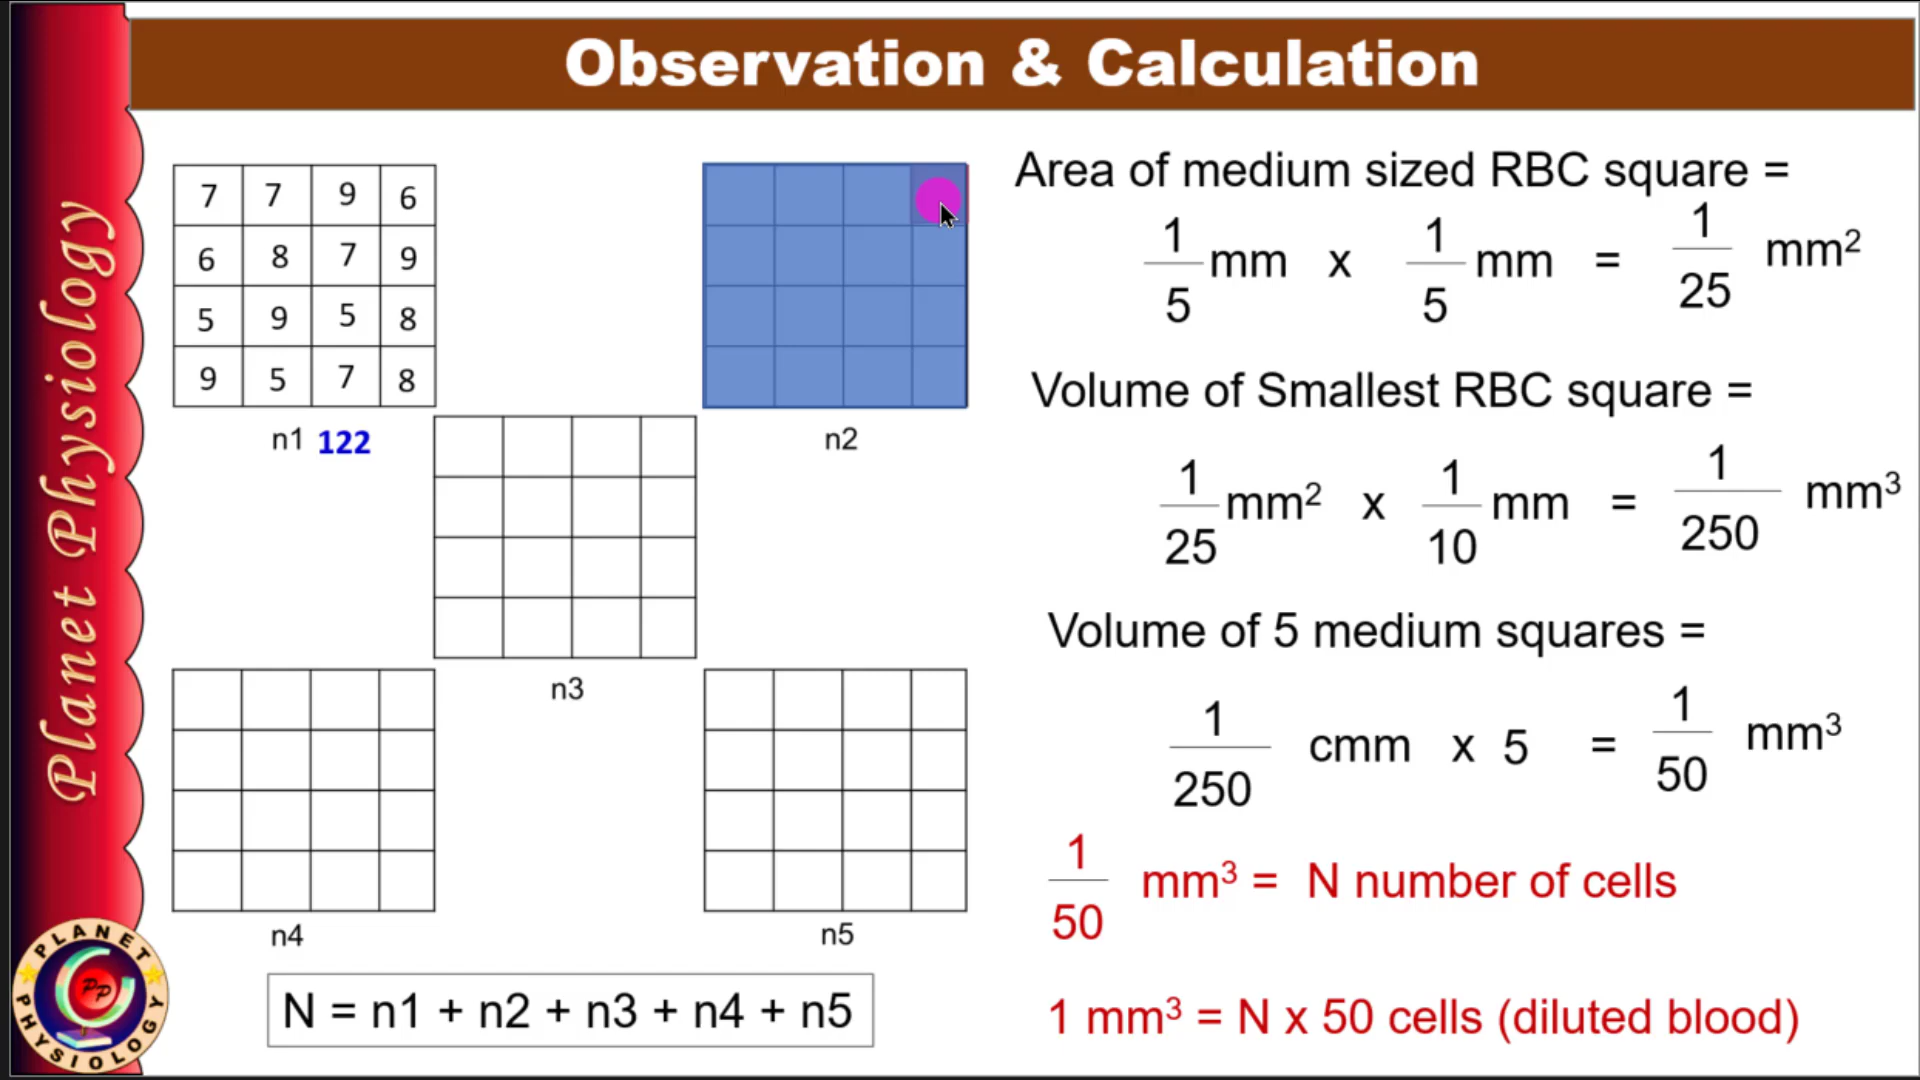 Observation & Calculation
Planet Physiology
7 7 9 6
6 8 7 9
5 9 5 8
9 5 7 8
n1 122
n2
n3
n4
n5
N = n1 + n2 + n3 + n4 + n5
Area of medium sized RBC square =
1/5 mm x 1/5 mm = 1/25 mm²
Volume of Smallest RBC square =
1/25 mm² x 1/10 mm = 1/250 mm³
Volume of 5 medium squares =
1/250 cmm x 5 = 1/50 mm³
1/50 mm³ = N number of cells
1 mm³ = N x 50 cells (diluted blood)
PLANET
PP
PHYSIOLOGY